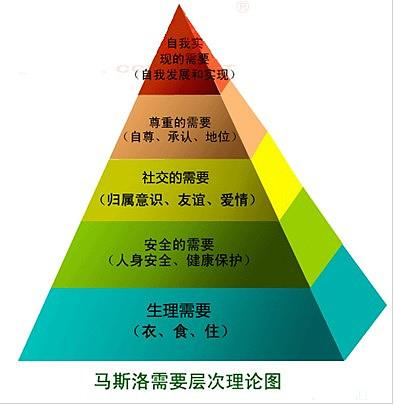 自我实
现的需要
（自我发展和实现）
尊重的需要
（自尊、承认、地位）
社交的需要
（归属意识、友谊、爱情）
安全的需要
（人身安全、健康保护）
生理需要
（衣、食、住）
马斯洛需要层次理论图